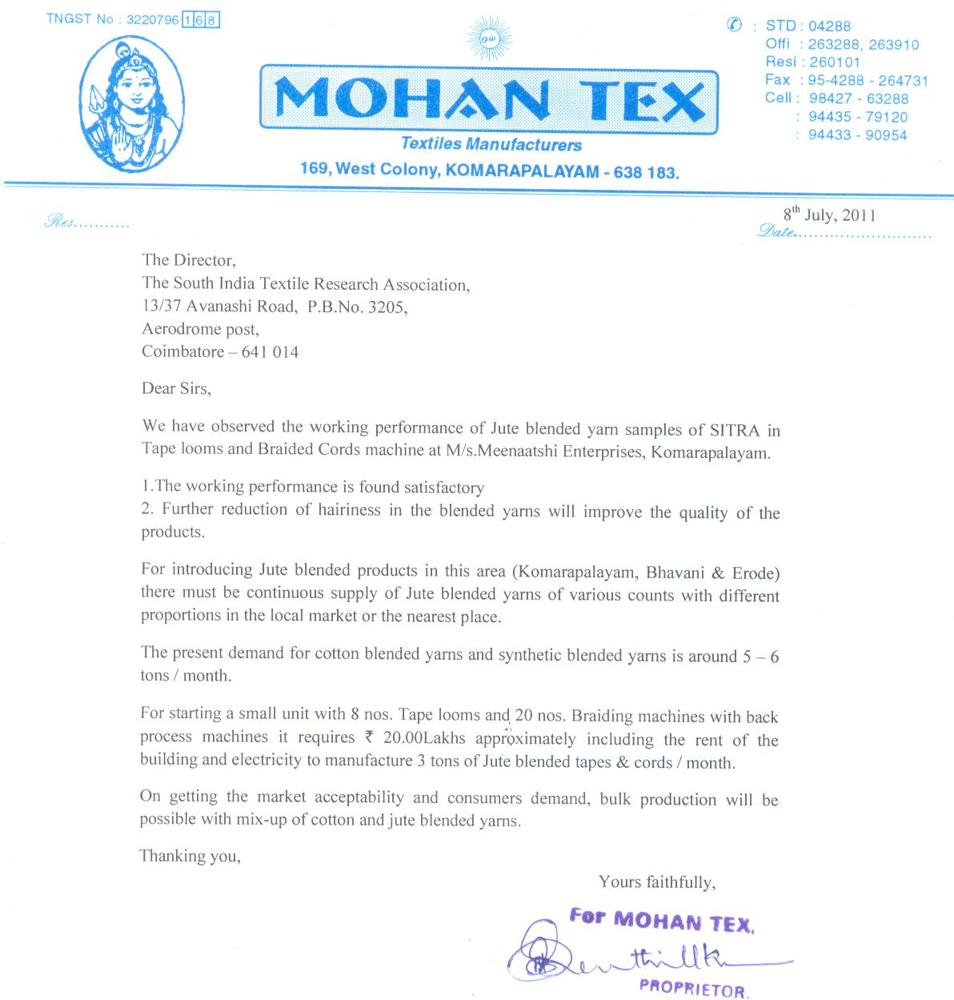 TNGST No : 3220796 168
ஓம்
MOHAN TEX
Textiles Manufacturers
169, West Colony, KOMARAPALAYAM - 638 183.
✆ : STD : 04288
Offi : 263288, 263910
Resi : 260101
Fax : 95-4288 - 264731
Cell : 98427 - 63288
: 94435 - 79120
: 94433 - 90954
Res...........
8th July, 2011
Date...........................
The Director,
The South India Textile Research Association,
13/37 Avanashi Road, P.B.No. 3205,
Aerodrome post,
Coimbatore – 641 014
Dear Sirs,
We have observed the working performance of Jute blended yarn samples of SITRA in
Tape looms and Braided Cords machine at M/s.Meenaatshi Enterprises, Komarapalayam.
1.The working performance is found satisfactory
2. Further reduction of hairiness in the blended yarns will improve the quality of the
products.
For introducing Jute blended products in this area (Komarapalayam, Bhavani & Erode)
there must be continuous supply of Jute blended yarns of various counts with different
proportions in the local market or the nearest place.
The present demand for cotton blended yarns and synthetic blended yarns is around 5 – 6
tons / month.
For starting a small unit with 8 nos. Tape looms and 20 nos. Braiding machines with back
process machines it requires ₹ 20.00Lakhs approximately including the rent of the
building and electricity to manufacture 3 tons of Jute blended tapes & cords / month.
On getting the market acceptability and consumers demand, bulk production will be
possible with mix-up of cotton and jute blended yarns.
Thanking you,
Yours faithfully,
For MOHAN TEX.
PROPRIETOR.